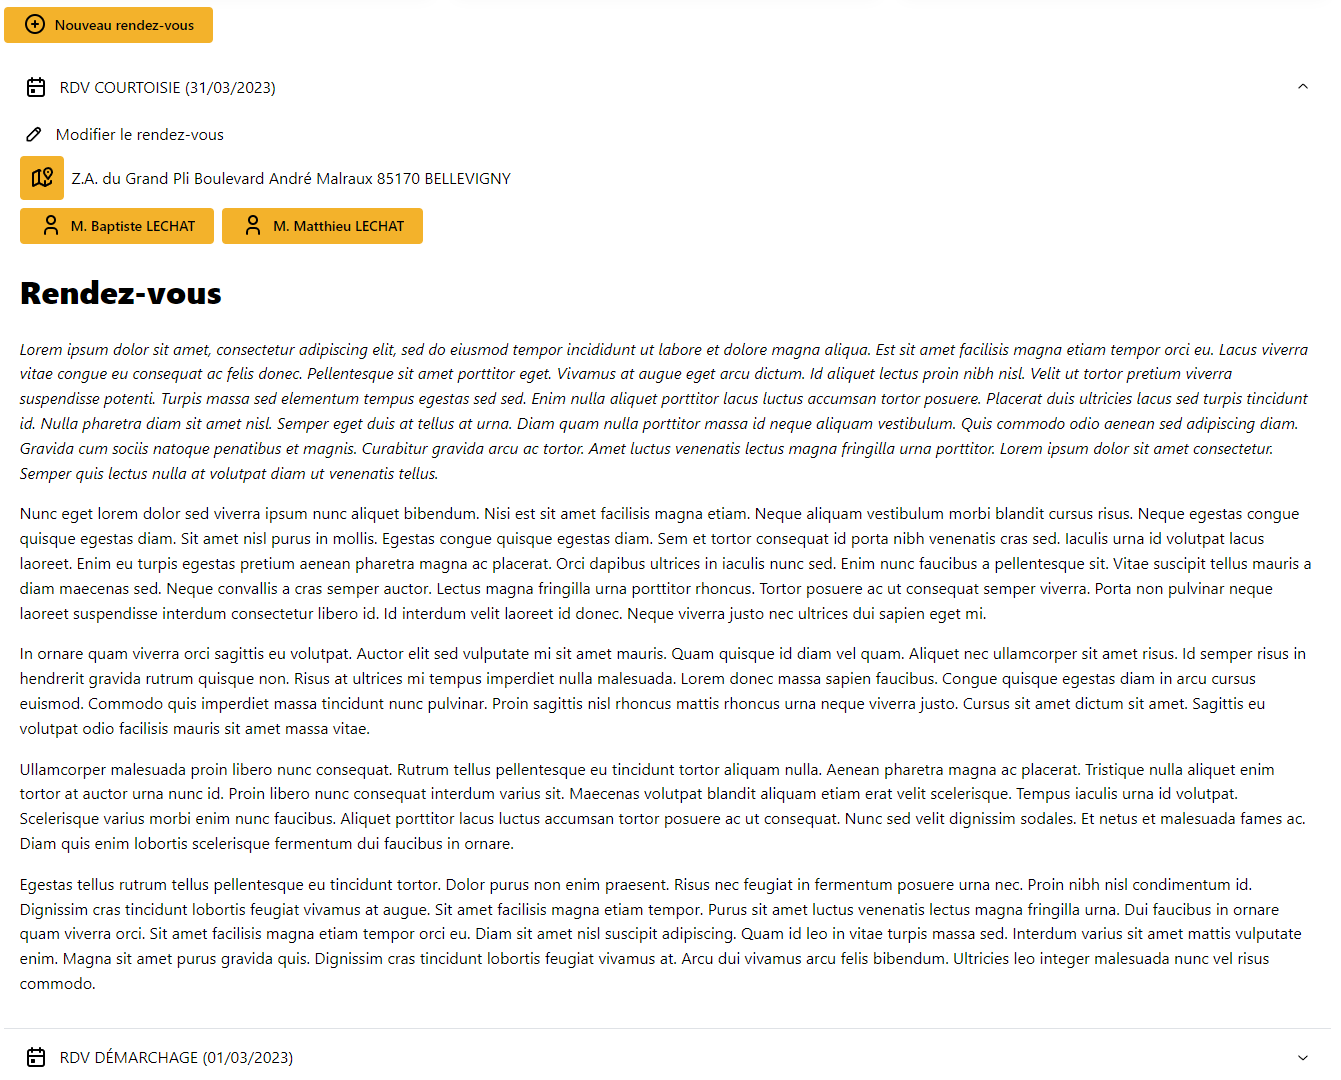 Nouveau rendez-vous
RDV COURTOISIE (31/03/2023)
Modifier le rendez-vous
Z.A. du Grand Pli Boulevard André Malraux 85170 BELLEVIGNY
M. Baptiste LECHAT M. Matthieu LECHAT
Rendez-vous
Lorem ipsum dolor sit amet, consectetur adipiscing elit, sed do eiusmod tempor incididunt ut labore et dolore magna aliqua. Est sit amet facilisis magna etiam tempor orci eu. Lacus viverra
vitae congue eu consequat ac felis donec. Pellentesque sit amet porttitor eget. Vivamus at augue eget arcu dictum. Id aliquet lectus proin nibh nisl. Velit ut tortor pretium viverra
suspendisse potenti. Turpis massa sed elementum tempus egestas sed sed. Enim nulla aliquet porttitor lacus luctus accumsan tortor posuere. Placerat duis ultricies lacus sed turpis tincidunt
id. Nulla pharetra diam sit amet nisl. Semper eget duis at tellus at urna. Diam quam nulla porttitor massa id neque aliquam vestibulum. Quis commodo odio aenean sed adipiscing diam.
Gravida cum sociis natoque penatibus et magnis. Curabitur gravida arcu ac tortor. Amet luctus venenatis lectus magna fringilla urna porttitor. Lorem ipsum dolor sit amet consectetur.
Semper quis lectus nulla at volutpat diam ut venenatis tellus.
Nunc eget lorem dolor sed viverra ipsum nunc aliquet bibendum. Nisi est sit amet facilisis magna etiam. Neque aliquam vestibulum morbi blandit cursus risus. Neque egestas congue
quisque egestas diam. Sit amet nisl purus in mollis. Egestas congue quisque egestas diam. Sem et tortor consequat id porta nibh venenatis cras sed. Iaculis urna id volutpat lacus
laoreet. Enim eu turpis egestas pretium aenean pharetra magna ac placerat. Orci dapibus ultrices in iaculis nunc sed. Enim nunc faucibus a pellentesque sit. Vitae suscipit tellus mauris a
diam maecenas sed. Neque convallis a cras semper auctor. Lectus magna fringilla urna porttitor rhoncus. Tortor posuere ac ut consequat semper viverra. Porta non pulvinar neque
laoreet suspendisse interdum consectetur libero id. Id interdum velit laoreet id donec. Neque viverra justo nec ultrices dui sapien eget mi.
In ornare quam viverra orci sagittis eu volutpat. Auctor elit sed vulputate mi sit amet mauris. Quam quisque id diam vel quam. Aliquet nec ullamcorper sit amet risus. Id semper risus in
hendrerit gravida rutrum quisque non. Risus at ultrices mi tempus imperdiet nulla malesuada. Lorem donec massa sapien faucibus. Congue quisque egestas diam in arcu cursus
euismod. Commodo quis imperdiet massa tincidunt nunc pulvinar. Proin sagittis nisl rhoncus mattis rhoncus urna neque viverra justo. Cursus sit amet dictum sit amet. Sagittis eu
volutpat odio facilisis mauris sit amet massa vitae.
Ullamcorper malesuada proin libero nunc consequat. Rutrum tellus pellentesque eu tincidunt tortor aliquam nulla. Aenean pharetra magna ac placerat. Tristique nulla aliquet enim
tortor at auctor urna nunc id. Proin libero nunc consequat interdum varius sit. Maecenas volutpat blandit aliquam etiam erat velit scelerisque. Tempus iaculis urna id volutpat.
Scelerisque varius morbi enim nunc faucibus. Aliquet porttitor lacus luctus accumsan tortor posuere ac ut consequat. Nunc sed velit dignissim sodales. Et netus et malesuada fames ac.
Diam quis enim lobortis scelerisque fermentum dui faucibus in ornare.
Egestas tellus rutrum tellus pellentesque eu tincidunt tortor. Dolor purus non enim praesent. Risus nec feugiat in fermentum posuere urna nec. Proin nibh nisl condimentum id.
Dignissim cras tincidunt lobortis feugiat vivamus at augue. Sit amet facilisis magna etiam tempor. Purus sit amet luctus venenatis lectus magna fringilla urna. Dui faucibus in ornare
quam viverra orci. Sit amet facilisis magna etiam tempor orci eu. Diam sit amet nisl suscipit adipiscing. Quam id leo in vitae turpis massa sed. Interdum varius sit amet mattis vulputate
enim. Magna sit amet purus gravida quis. Dignissim cras tincidunt lobortis feugiat vivamus at. Arcu dui vivamus arcu felis bibendum. Ultricies leo integer malesuada nunc vel risus
commodo.
RDV DÉMARCHAGE (01/03/2023)